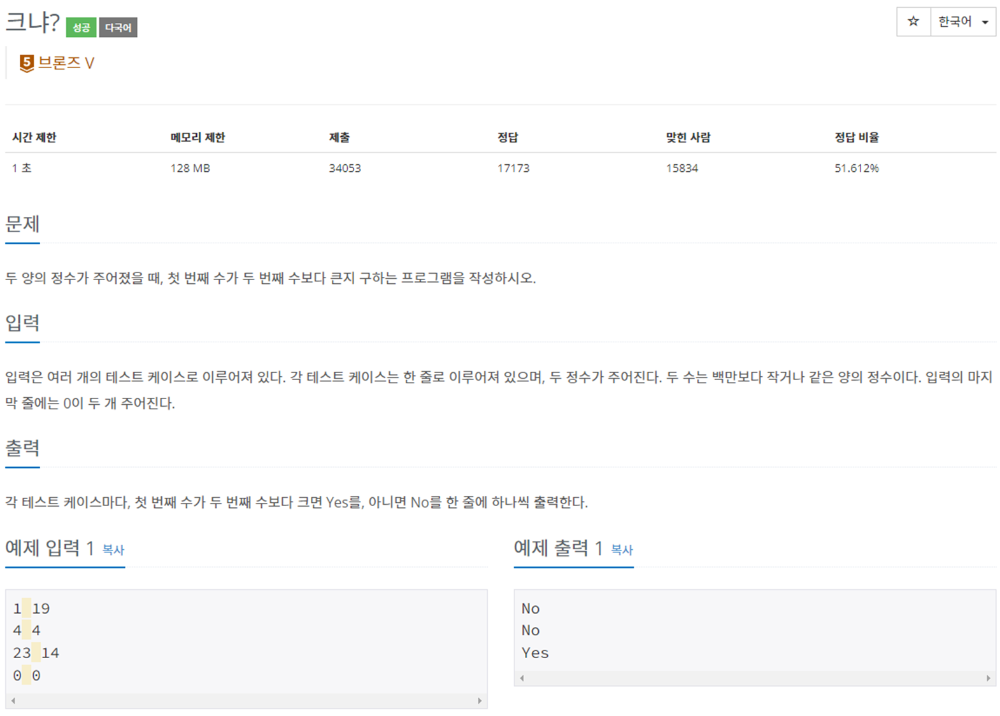 크냐? 성공 다국어
☆ 한국어
5 브론즈 V
시간 제한 메모리 제한 제출 정답 맞힌 사람 정답 비율
1 초 128 MB 34053 17173 15834 51.612%
문제
두 양의 정수가 주어졌을 때, 첫 번째 수가 두 번째 수보다 큰지 구하는 프로그램을 작성하시오.
입력
입력은 여러 개의 테스트 케이스로 이루어져 있다. 각 테스트 케이스는 한 줄로 이루어져 있으며, 두 정수가 주어진다. 두 수는 백만보다 작거나 같은 양의 정수이다. 입력의 마지
막 줄에는 0이 두 개 주어진다.
출력
각 테스트 케이스마다, 첫 번째 수가 두 번째 수보다 크면 Yes를, 아니면 No를 한 줄에 하나씩 출력한다.
예제 입력 1 복사
1 19
4 4
23 14
0 0
예제 출력 1 복사
No
No
Yes